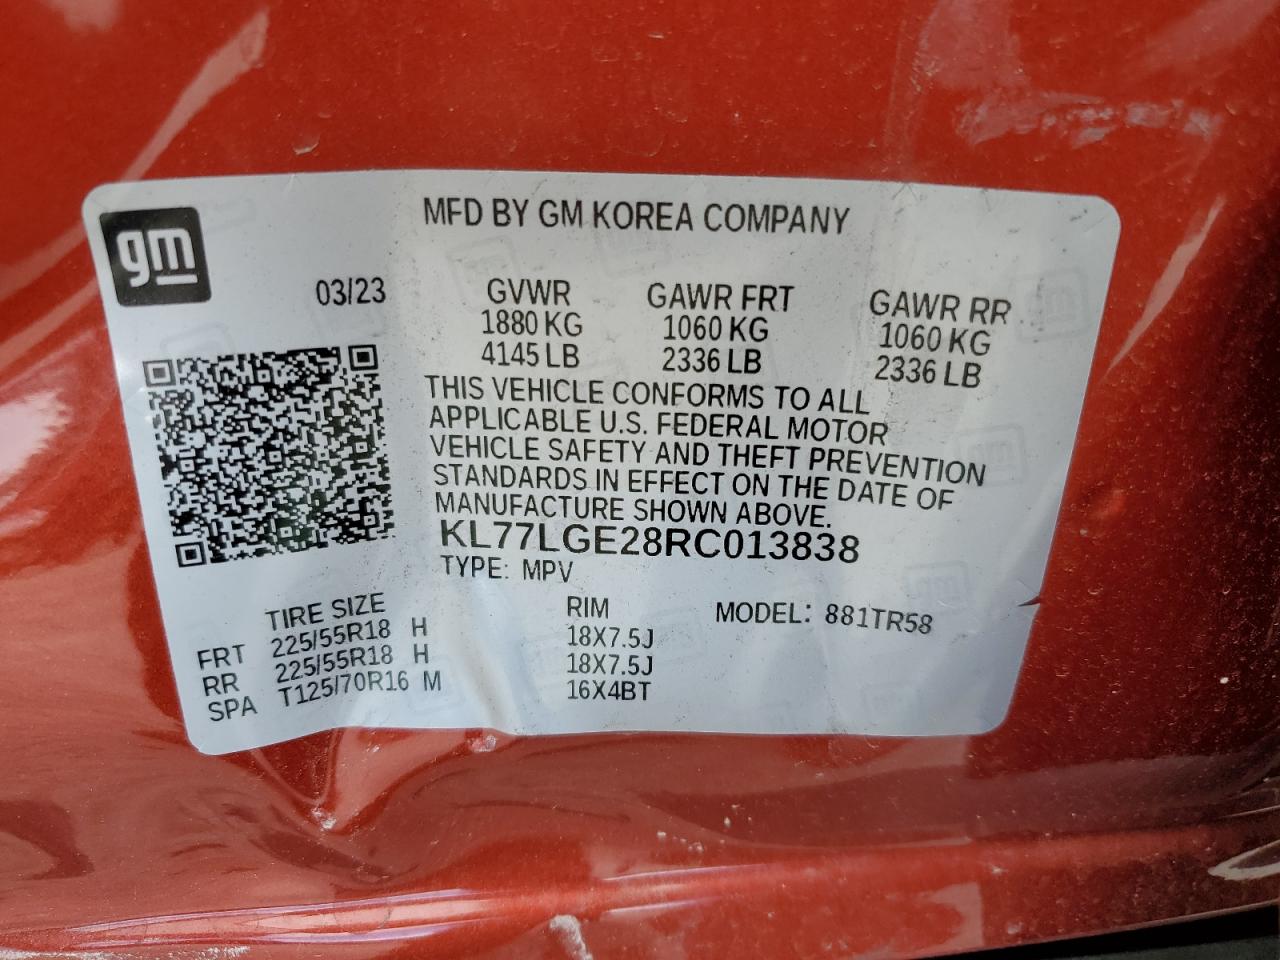 gm
MFD BY GM KOREA COMPANY
03/23
GVWR GAWR FRT GAWR RR
1880 KG 1060 KG 1060 KG
4145 LB 2336 LB 2336 LB
THIS VEHICLE CONFORMS TO ALL
APPLICABLE U.S. FEDERAL MOTOR
VEHICLE SAFETY AND THEFT PREVENTION
STANDARDS IN EFFECT ON THE DATE OF
MANUFACTURE SHOWN ABOVE.
KL77LGE28RC013838
TYPE: MPV
TIRE SIZE RIM MODEL: 881TR58
FRT 225/55R18 H 18X7.5J
RR 225/55R18 H 18X7.5J
SPA T125/70R16 M 16X4BT